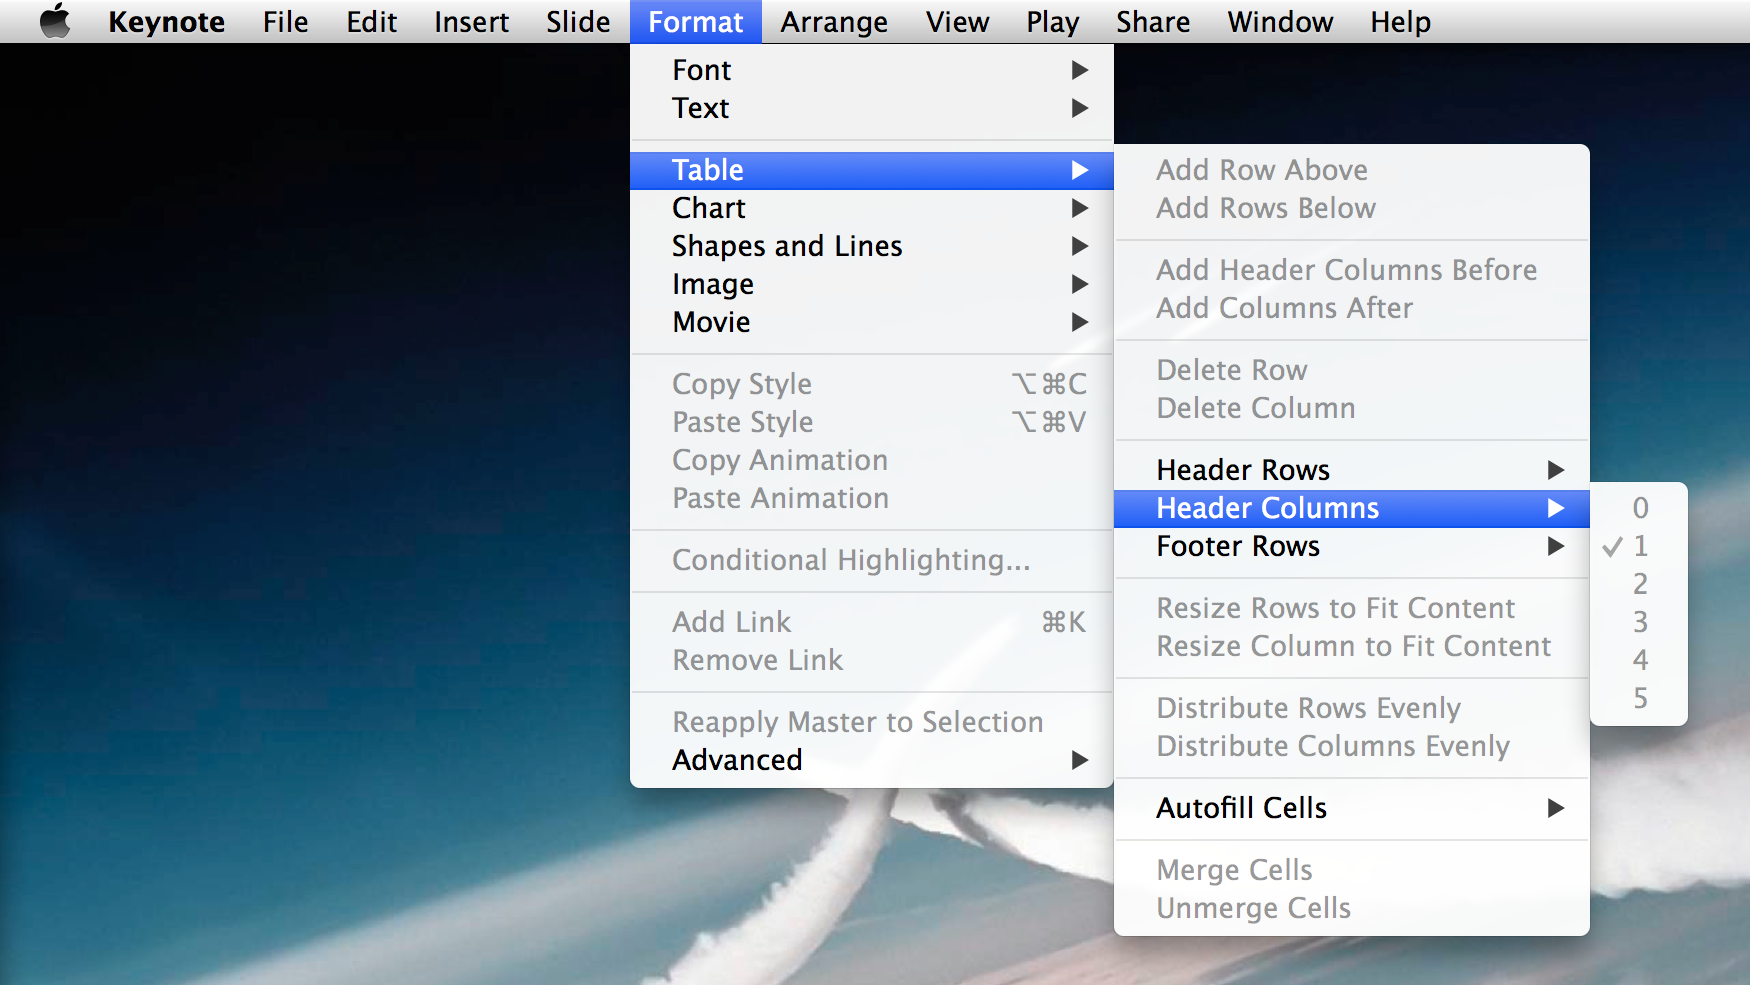 Keynote File Edit Insert Slide Format Arrange View Play Share Window Help
Font
Text
Table
Chart
Shapes and Lines
Image
Movie
Copy Style ⌥⌘C
Paste Style ⌥⌘V
Copy Animation
Paste Animation
Conditional Highlighting...
Add Link ⌘K
Remove Link
Reapply Master to Selection
Advanced
Add Row Above
Add Rows Below
Add Header Columns Before
Add Columns After
Delete Row
Delete Column
Header Rows
Header Columns
Footer Rows
Resize Rows to Fit Content
Resize Column to Fit Content
Distribute Rows Evenly
Distribute Columns Evenly
Autofill Cells
Merge Cells
Unmerge Cells
0
✓ 1
2
3
4
5